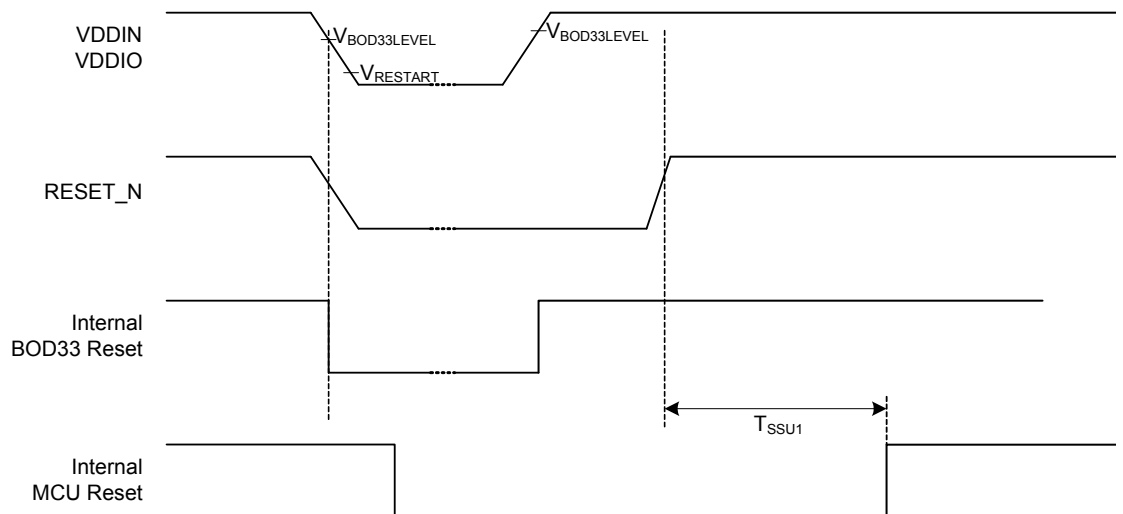 VDDIN
VDDIO
VBOD33LEVEL
VBOD33LEVEL
VRESTART
RESET_N
Internal
BOD33 Reset
TSSU1
Internal
MCU Reset